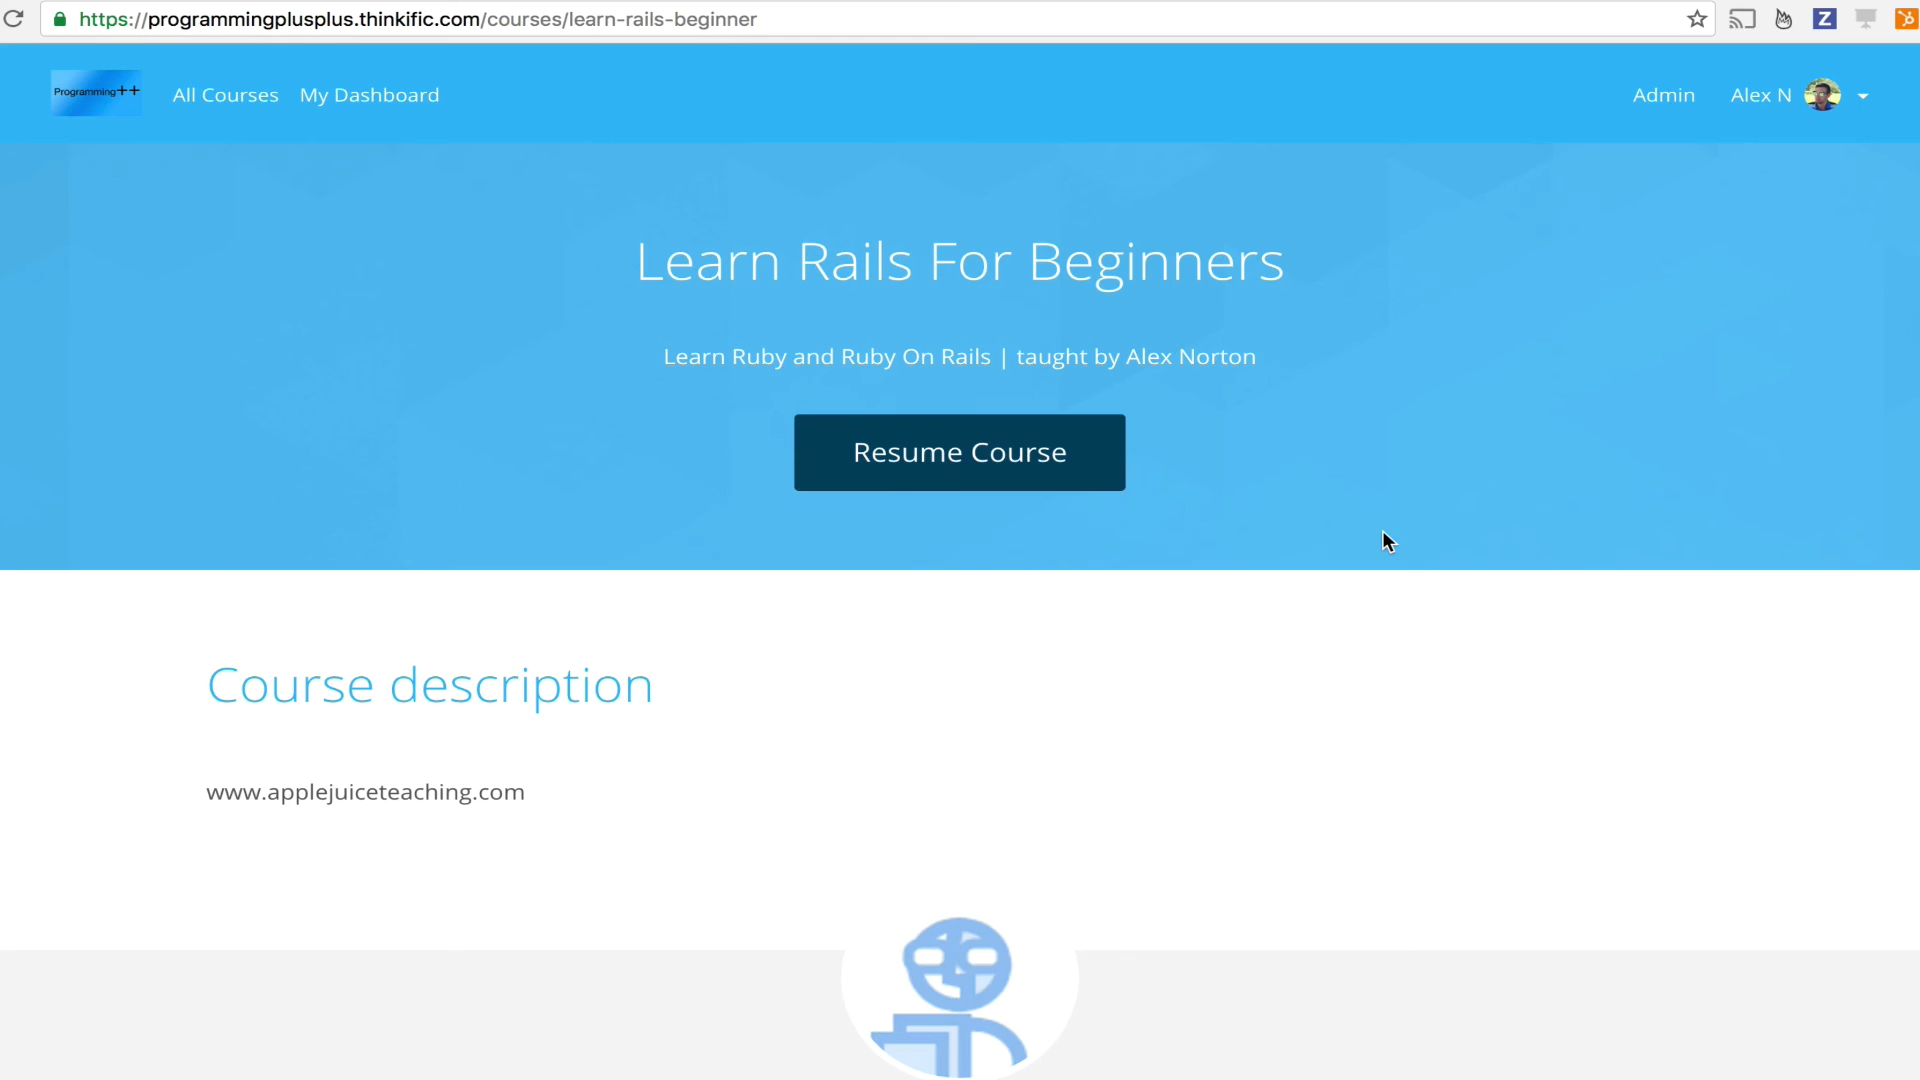 https://programmingplusplus.thinkific.com/courses/learn-rails-beginner
Z
Programming++
All Courses
My Dashboard
Admin
Alex N
Learn Rails For Beginners
Learn Ruby and Ruby On Rails | taught by Alex Norton
Resume Course
Course description
www.applejuiceteaching.com